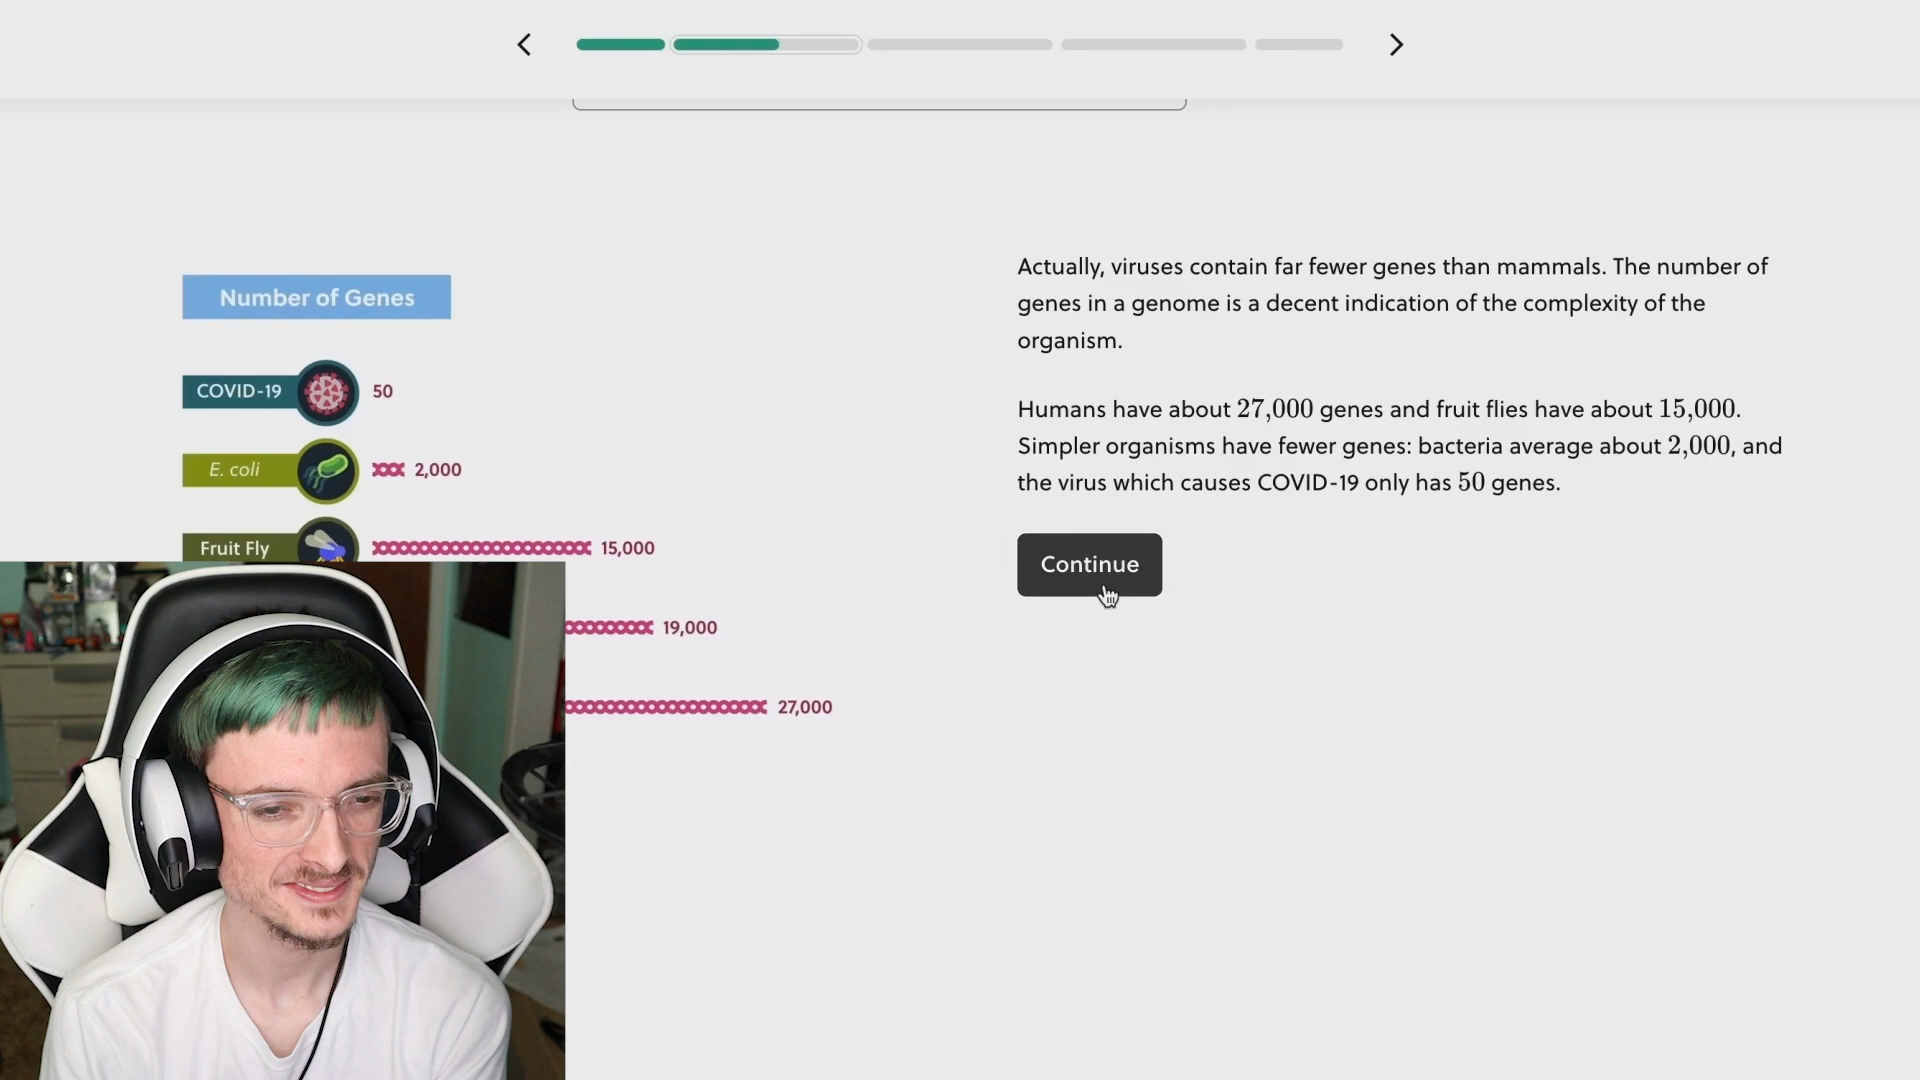 Number of Genes
COVID-19 50
E. coli 2,000
Fruit Fly 15,000
19,000
27,000
Actually, viruses contain far fewer genes than mammals. The number of
genes in a genome is a decent indication of the complexity of the
organism.
Humans have about 27,000 genes and fruit flies have about 15,000.
Simpler organisms have fewer genes: bacteria average about 2,000, and
the virus which causes COVID-19 only has 50 genes.
Continue